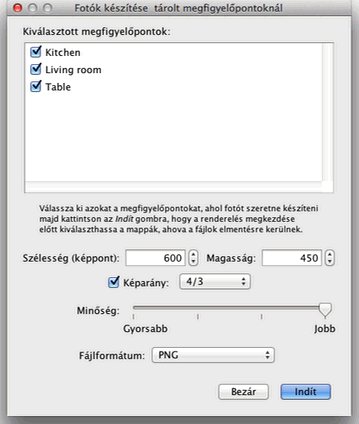 Fotók készítése tárolt megfigyelőpontoknál
Kiválasztott megfigyelőpontok:
Kitchen
Living room
Table
Válassza ki azokat a megfigyelőpontokat, ahol fotót szeretne készíteni
majd kattintson az Indít gombra, hogy a renderelés megkezdése
előtt kiválaszthassa a mappák, ahova a fájlok elmentésre kerülnek.
Szélesség (képpont): 600 Magasság: 450
Képarány: 4/3
Minőség:
Gyorsabb Jobb
Fájlformátum: PNG
Bezár Indít